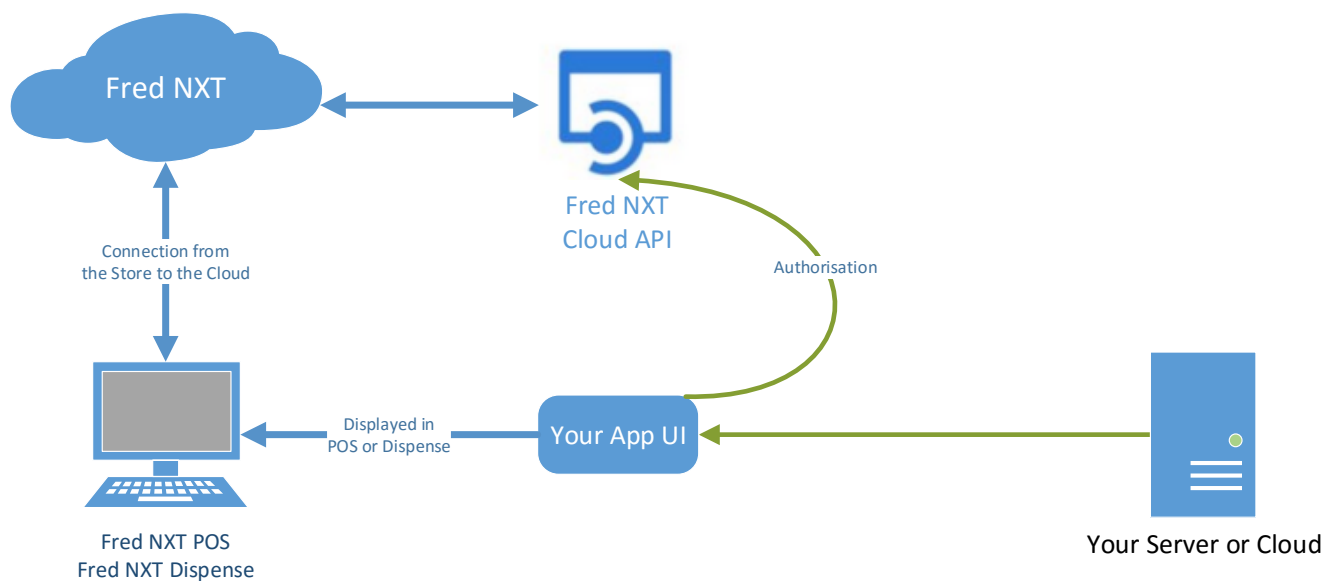 Fred NXT
Fred NXT
Cloud API
Connection from
the Store to the Cloud
Authorisation
Displayed in
POS or Dispense
Your App UI
Fred NXT POS
Fred NXT Dispense
Your Server or Cloud